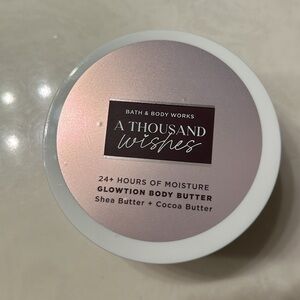 BATH & BODY WORKS
A THOUSAND
wishes
24+ HOURS OF MOISTURE
GLOWTION BODY BUTTER
Shea Butter + Cocoa Butter